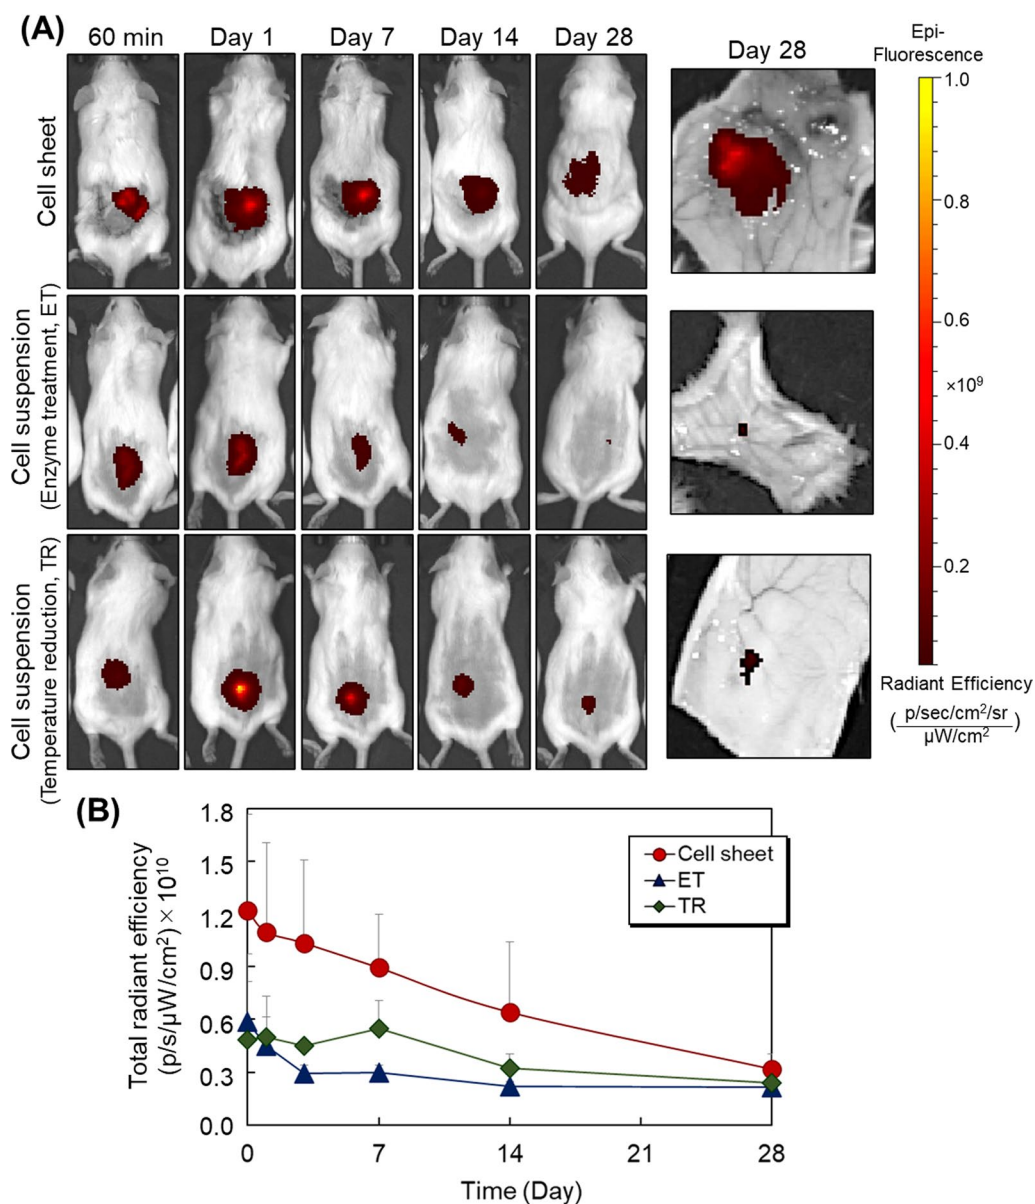 (A)
60 min
Day 1
Day 7
Day 14
Day 28
Day 28
Epi-
Fluorescence
Cell sheet
Cell suspension
(Enzyme treatment, ET)
Cell suspension
(Temperature reduction, TR)
1.0
0.8
0.6
×10⁹
0.4
0.2
Radiant Efficiency
(p/sec/cm²/sr
µW/cm²)
(B)
Total radiant efficiency
(p/s/µW/cm²) × 10¹⁰
1.8
1.5
1.2
0.9
0.6
0.3
0.0
Cell sheet
ET
TR
0
7
14
21
28
Time (Day)